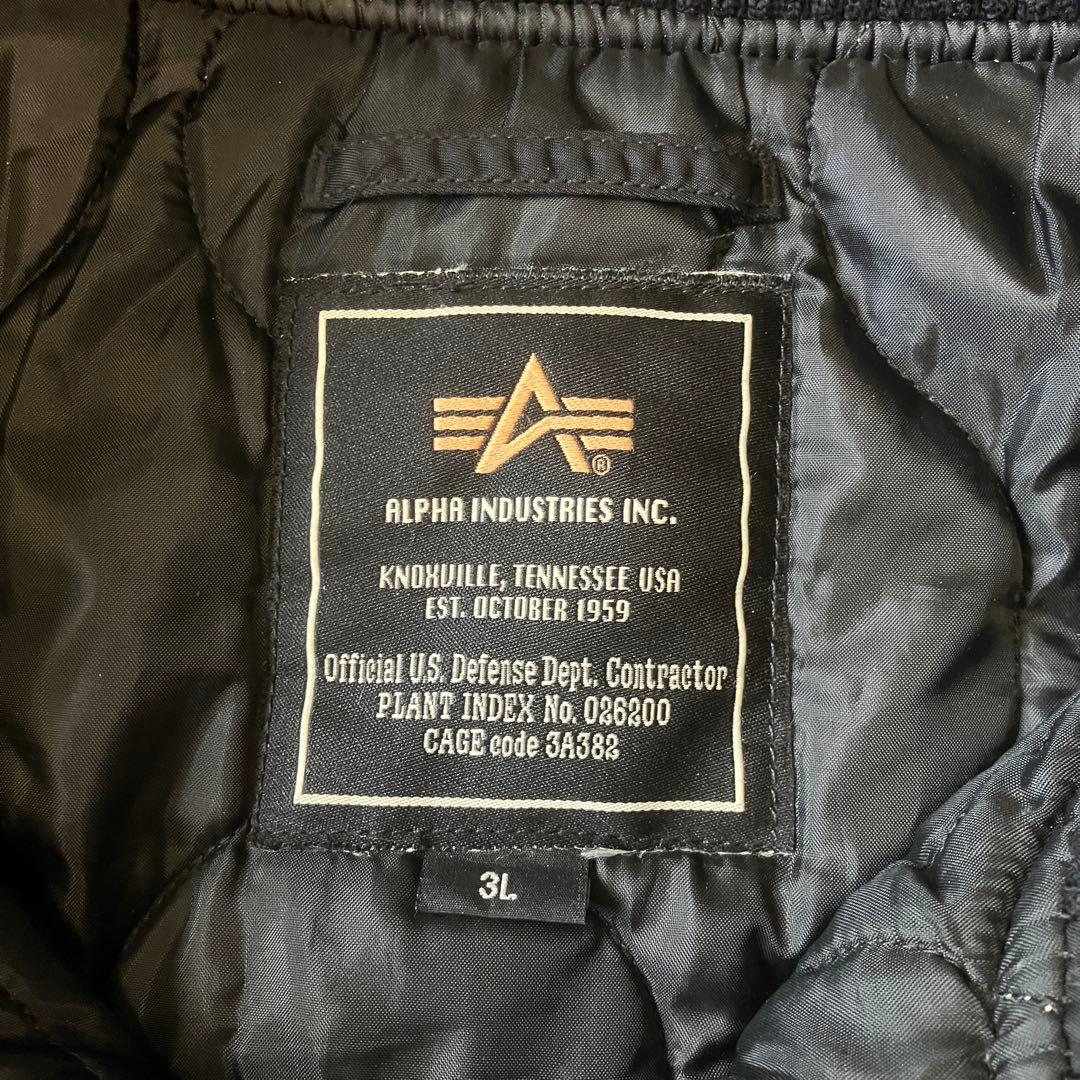 ALPHA INDUSTRIES INC.
KNOXVILLE, TENNESSEE USA
EST. OCTOBER 1959
Official U.S. Defense Dept. Contractor
PLANT INDEX No. 026200
CAGE code 3A382
3L